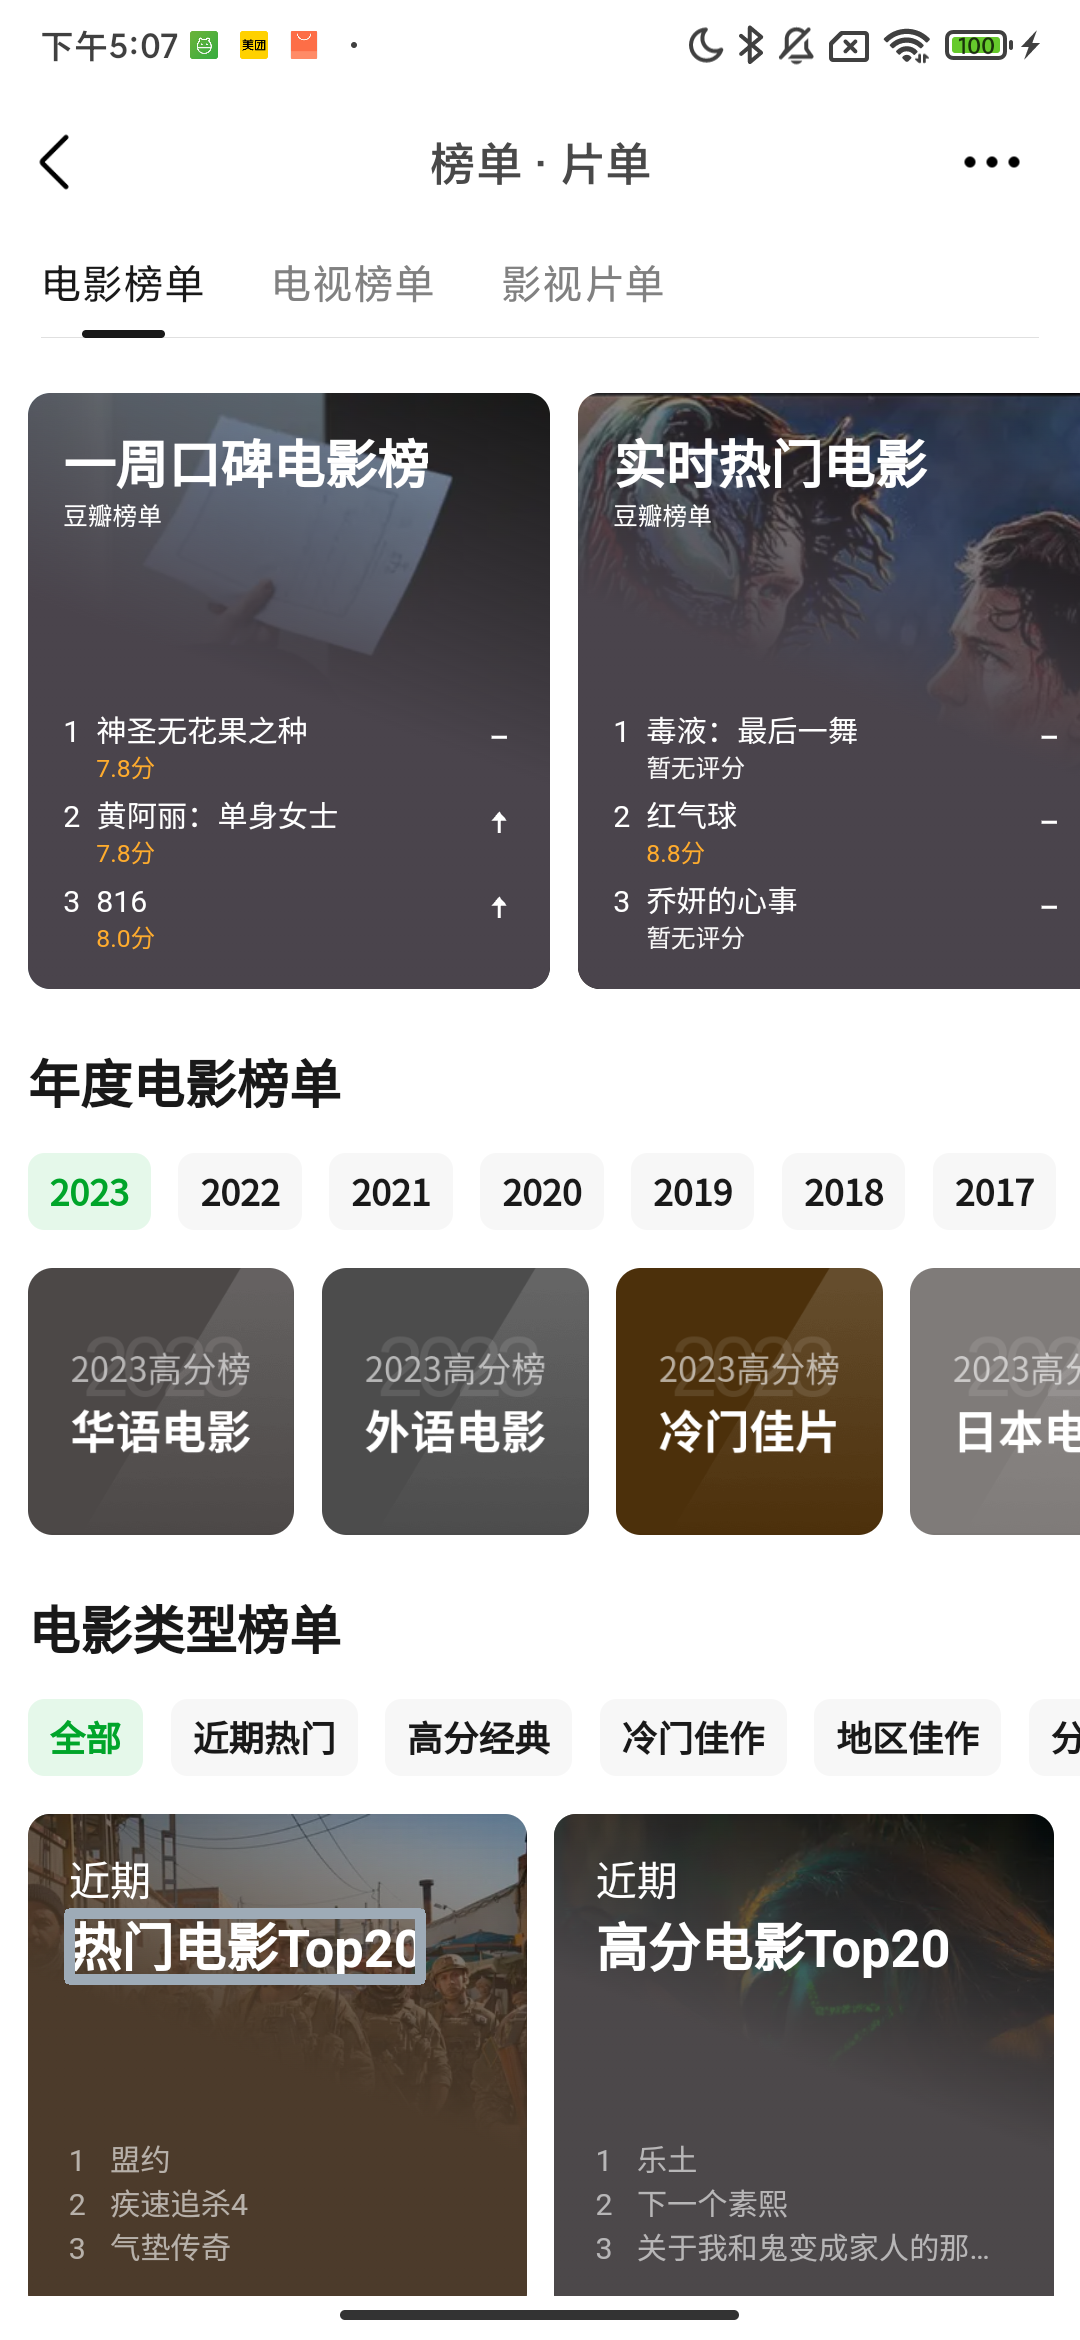 下午5:07
美团
100
榜单 · 片单
电影榜单 电视榜单 影视片单
一周口碑电影榜
豆瓣榜单
1 神圣无花果之种
7.8分
2 黄阿丽：单身女士
7.8分
3 816
8.0分
实时热门电影
豆瓣榜单
1 毒液：最后一舞
暂无评分
2 红气球
8.8分
3 乔妍的心事
暂无评分
年度电影榜单
2023 2022 2021 2020 2019 2018 2017
2023
2023高分榜
华语电影
2023
2023高分榜
外语电影
2023
2023高分榜
冷门佳片
2023高分
日本电
电影类型榜单
全部 近期热门 高分经典 冷门佳作 地区佳作 分
近期
热门电影Top20
1 盟约
2 疾速追杀4
3 气垫传奇
近期
高分电影Top20
1 乐土
2 下一个素熙
3 关于我和鬼变成家人的那...